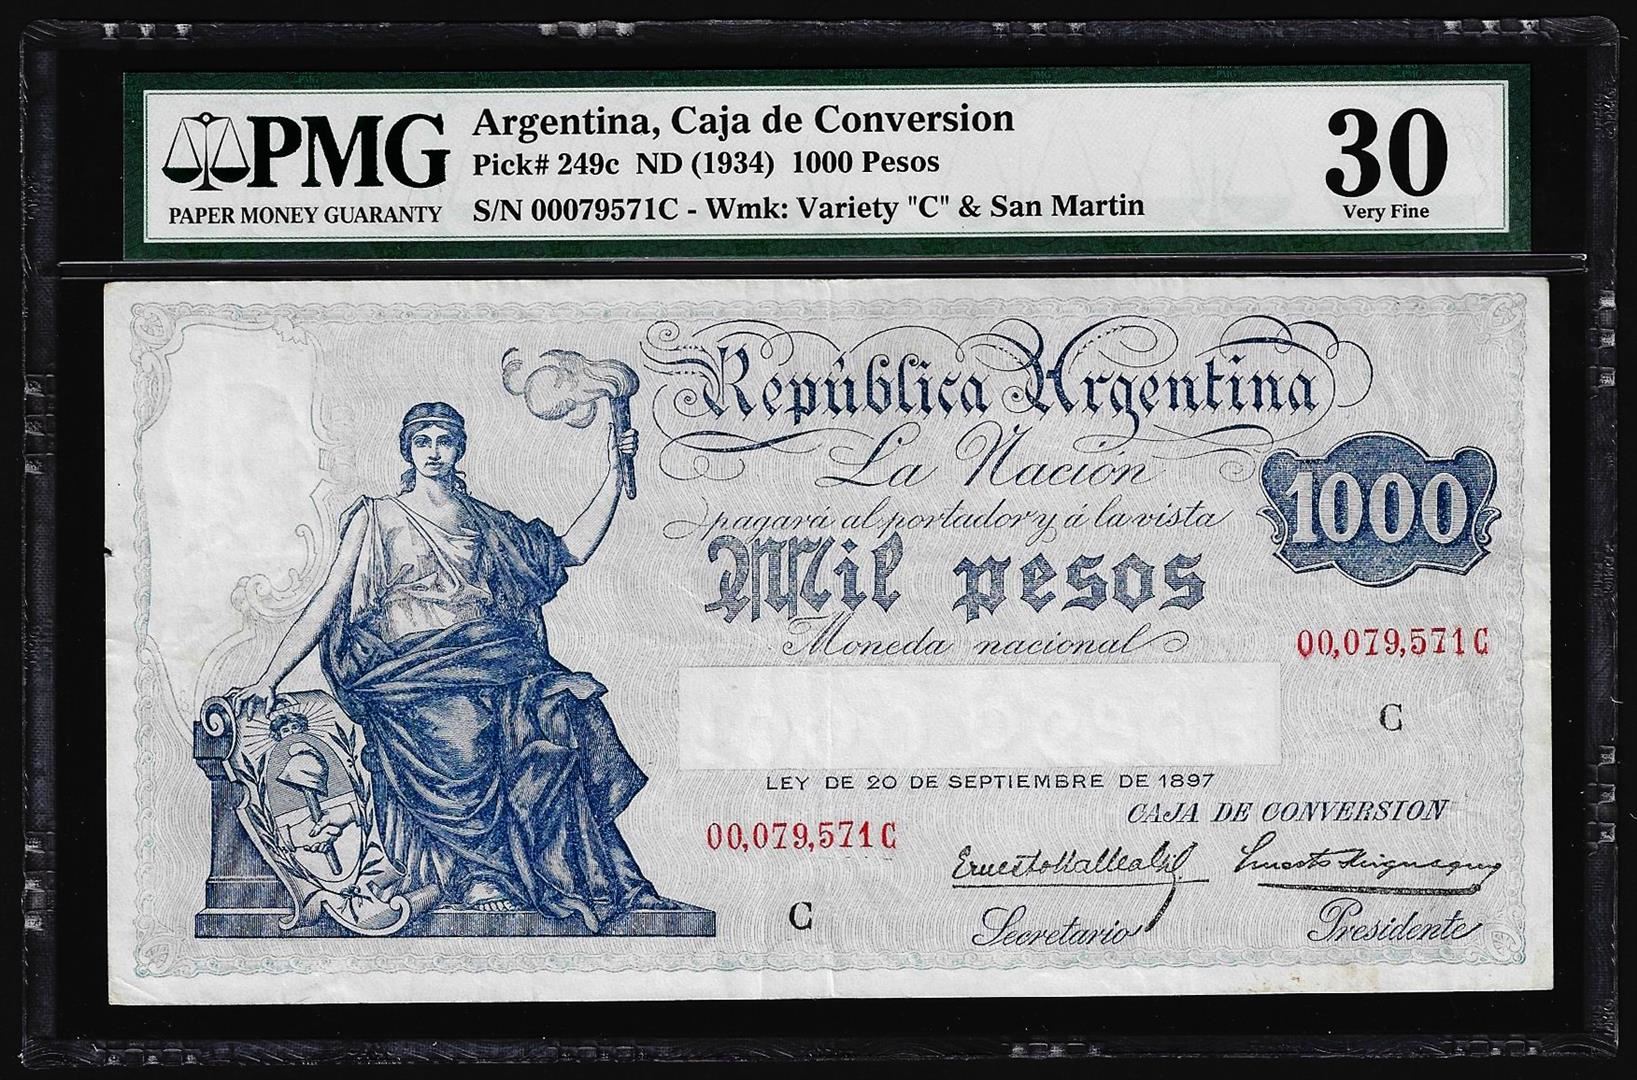 PMG
PAPER MONEY GUARANTY
Argentina, Caja de Conversion
Pick# 249c ND (1934) 1000 Pesos
S/N 00079571C - Wmk: Variety "C" & San Martin
30
Very Fine
República Argentina
La Nación
pagará al portador y á la vista
Mil pesos
Moneda nacional
1000
00,079,571C
C
LEY DE 20 DE SEPTIEMBRE DE 1897
CAJA DE CONVERSION
00,079,571C
C
Secretario
Presidente